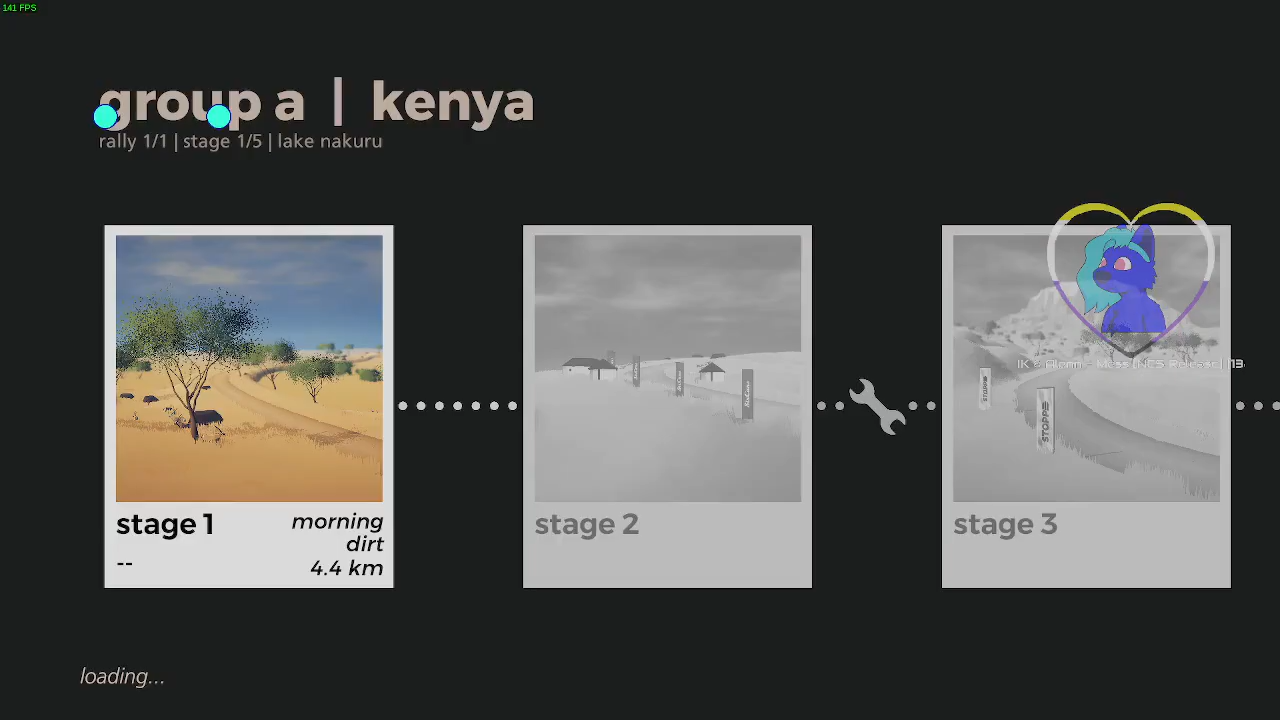 141 FPS
group a | kenya
rally 1/1 | stage 1/5 | lake nakuru
stage 1
morning
dirt
4.4 km
--
stage 2
stage 3
STOPP
loading...